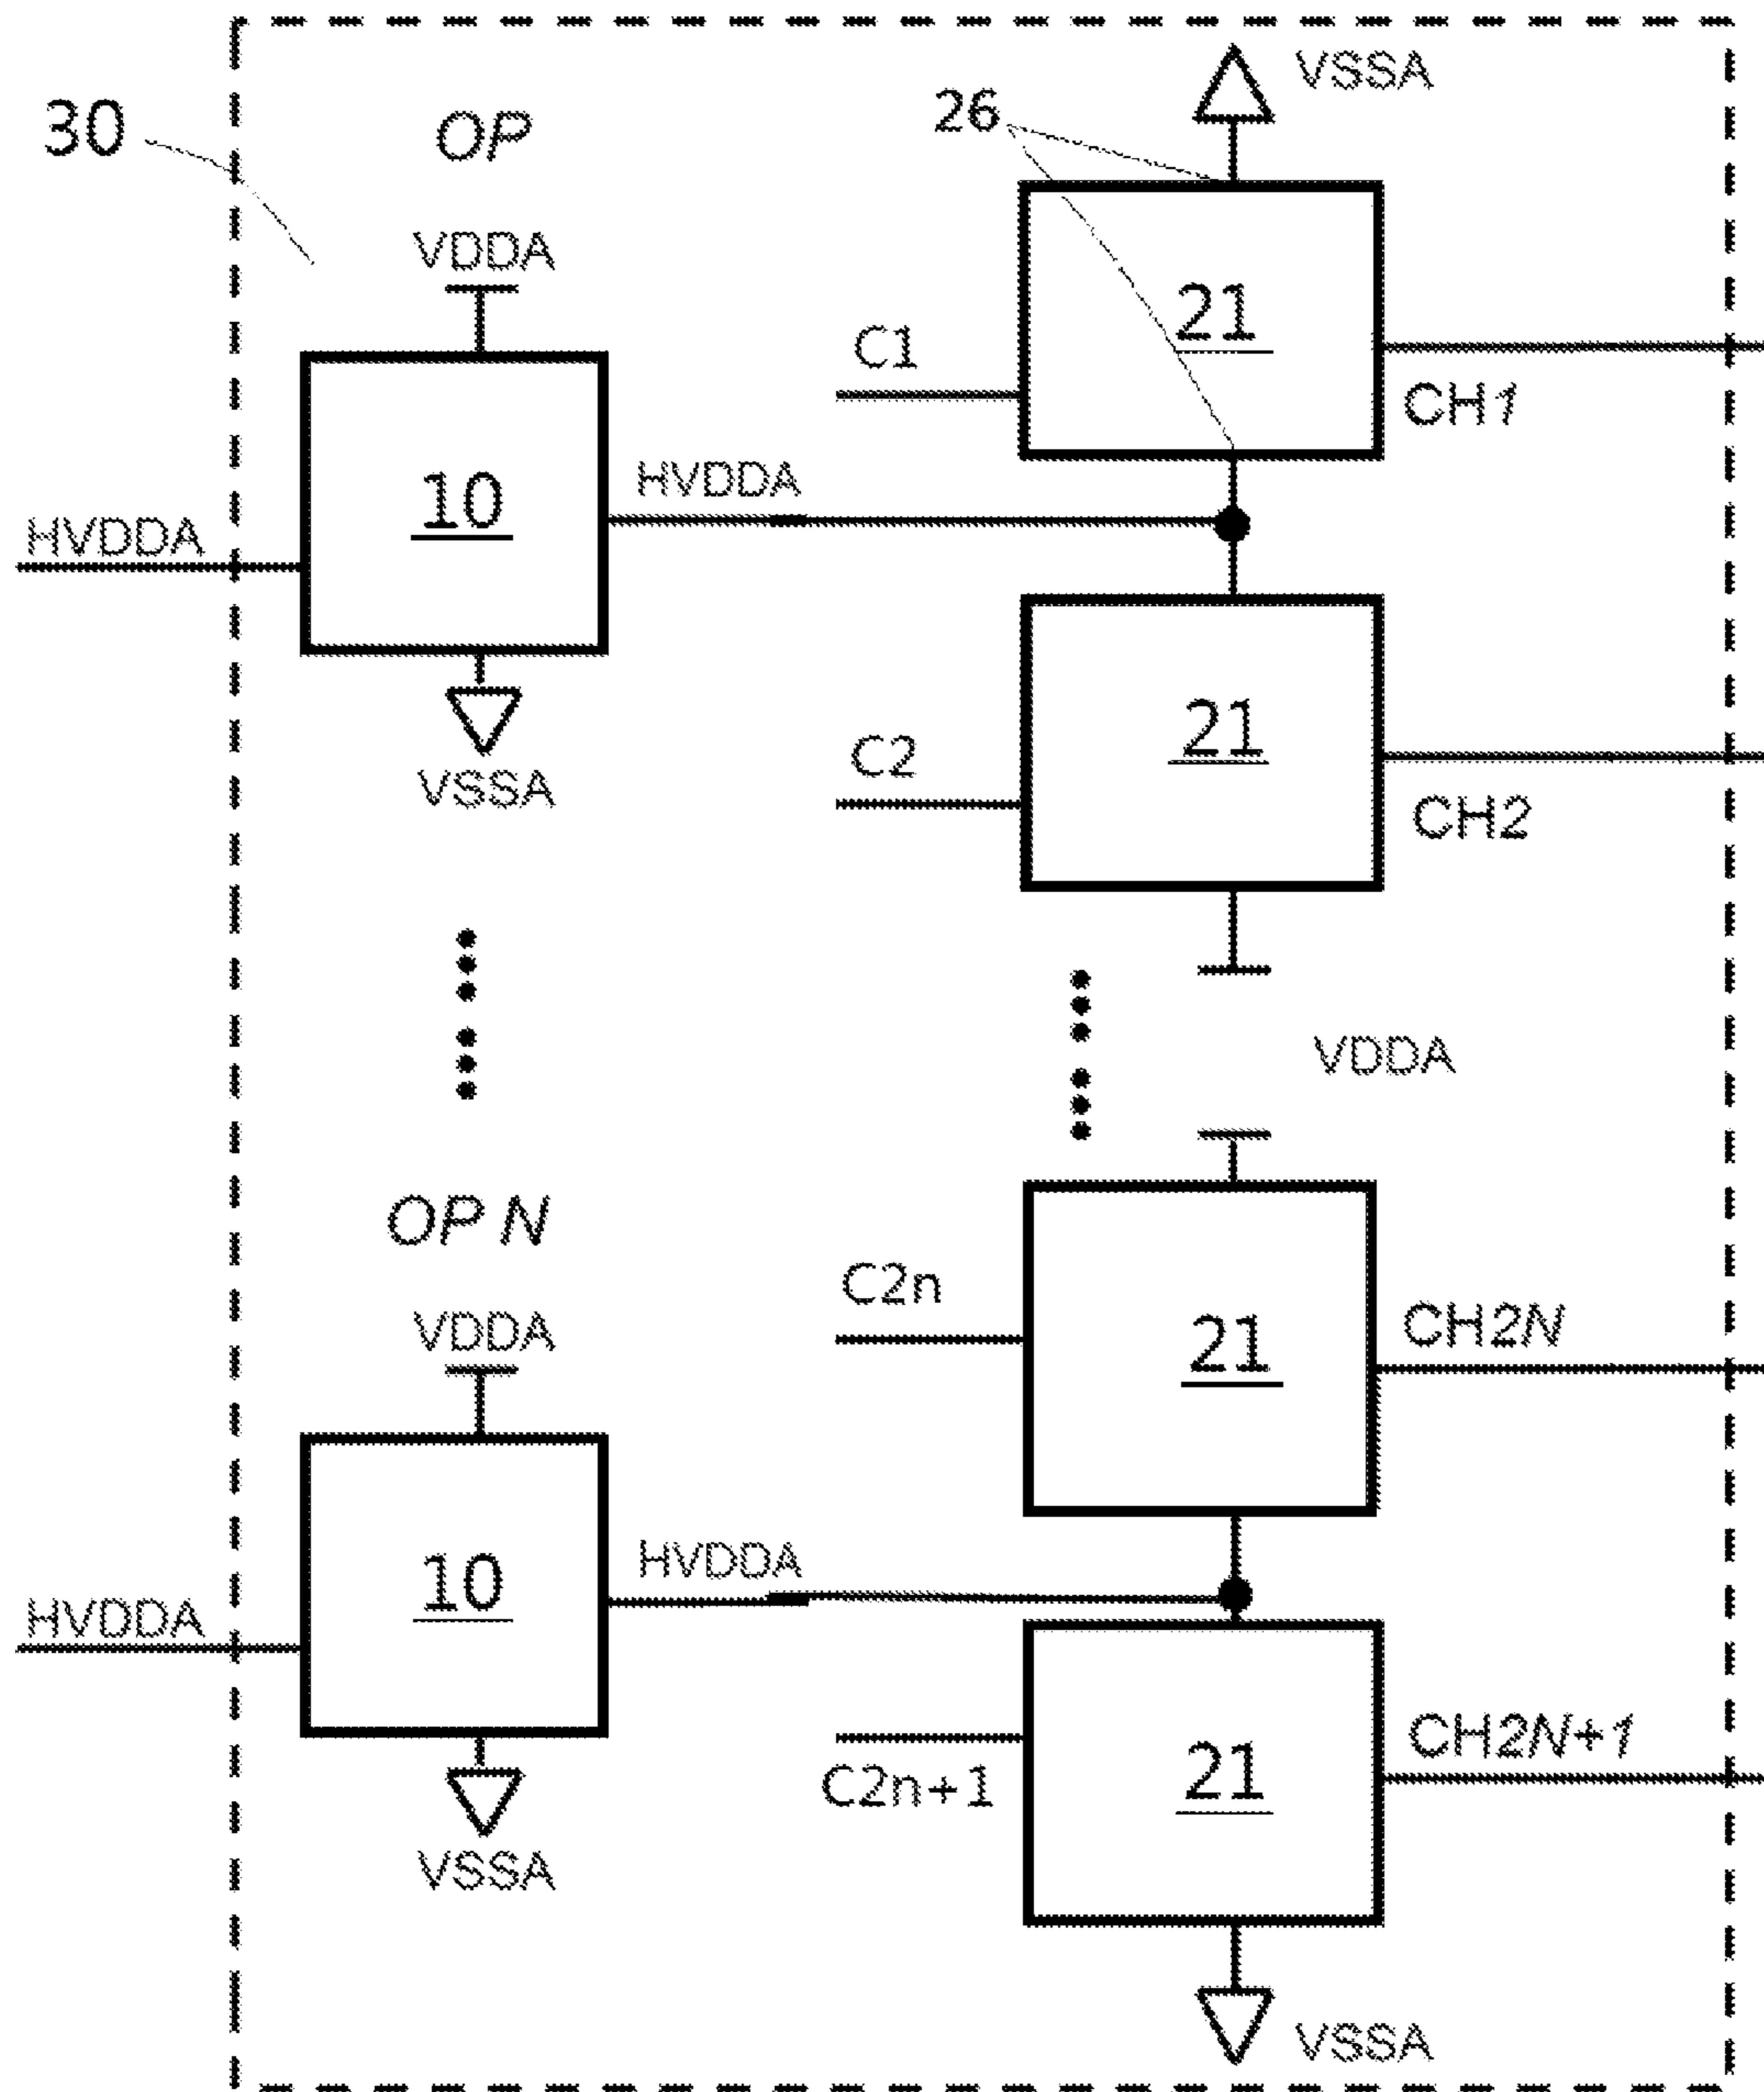 VSSA
30
OP
26
VDDA
21
C1
CH1
10
HVDDA
HVDDA
21
C2
VSSA
CH2
VDDA
OP N
C2n
CH2N
VDDA
21
HVDDA
10
HVDDA
CH2N+1
21
C2n+1
VSSA
VSSA